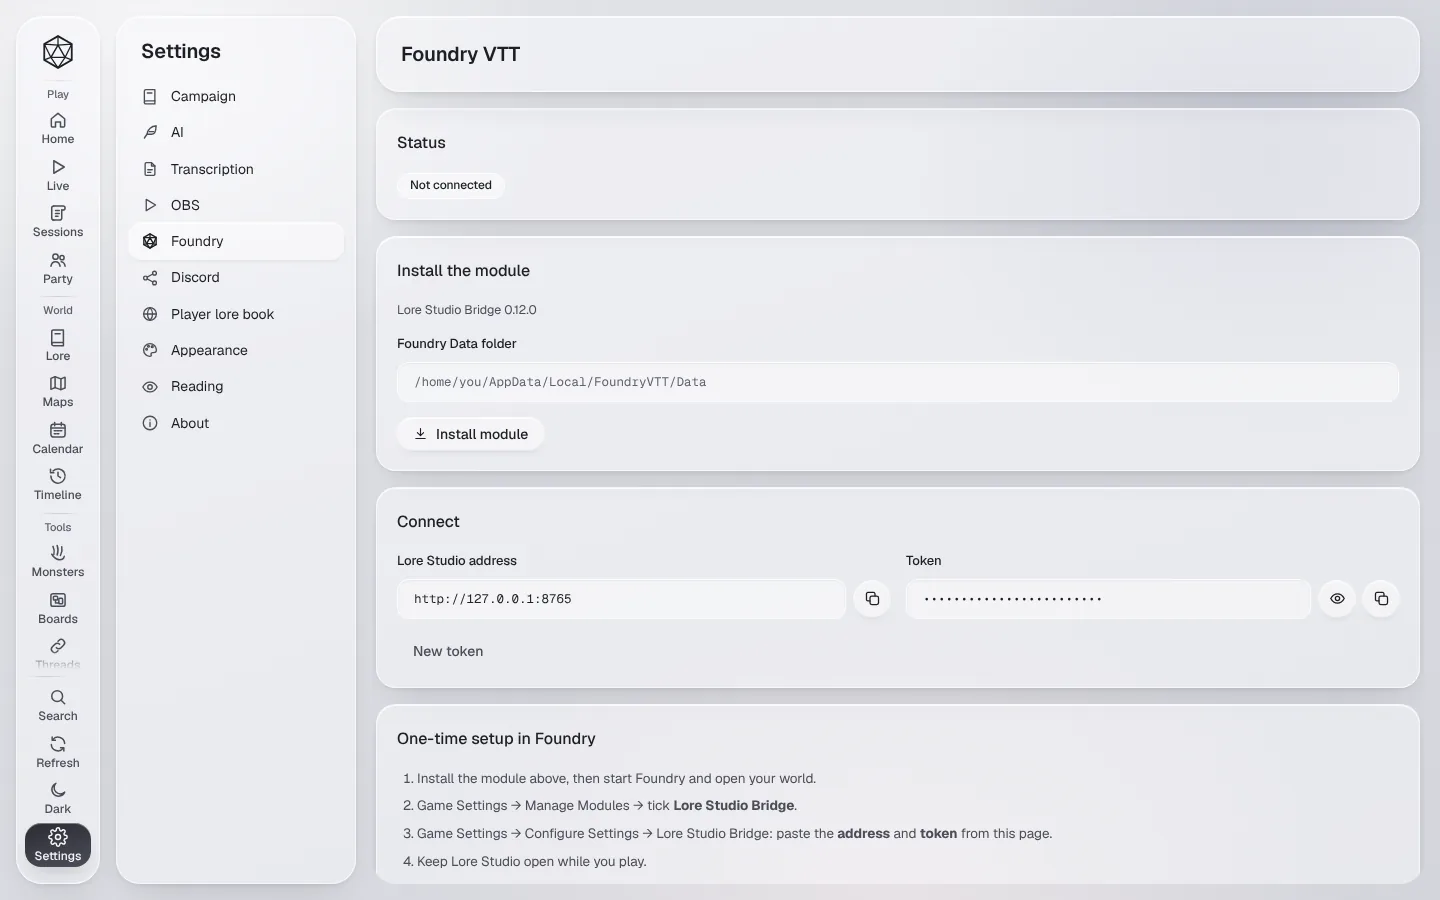 Play
Home
Live
Sessions
Party
World
Lore
Maps
Calendar
Timeline
Tools
Monsters
Boards
Threads
Search
Refresh
Dark
Settings
Settings
Campaign
AI
Transcription
OBS
Foundry
Discord
Player lore book
Appearance
Reading
About
Foundry VTT
Status
Not connected
Install the module
Lore Studio Bridge 0.12.0
Foundry Data folder
/home/you/AppData/Local/FoundryVTT/Data
Install module
Connect
Lore Studio address
http://127.0.0.1:8765
Token
••••••••••••••••••••••••
New token
One-time setup in Foundry
1. Install the module above, then start Foundry and open your world.
2. Game Settings → Manage Modules → tick Lore Studio Bridge.
3. Game Settings → Configure Settings → Lore Studio Bridge: paste the address and token from this page.
4. Keep Lore Studio open while you play.